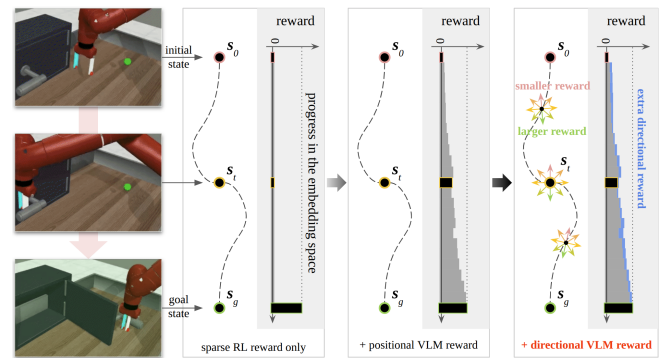 reward
0
s0
initial
state
progress in the embedding space
st
sg
goal
state
sparse RL reward only
reward
0
s0
st
sg
+ positional VLM reward
reward
0
s0
smaller reward
larger reward
extra directional reward
st
sg
+ directional VLM reward